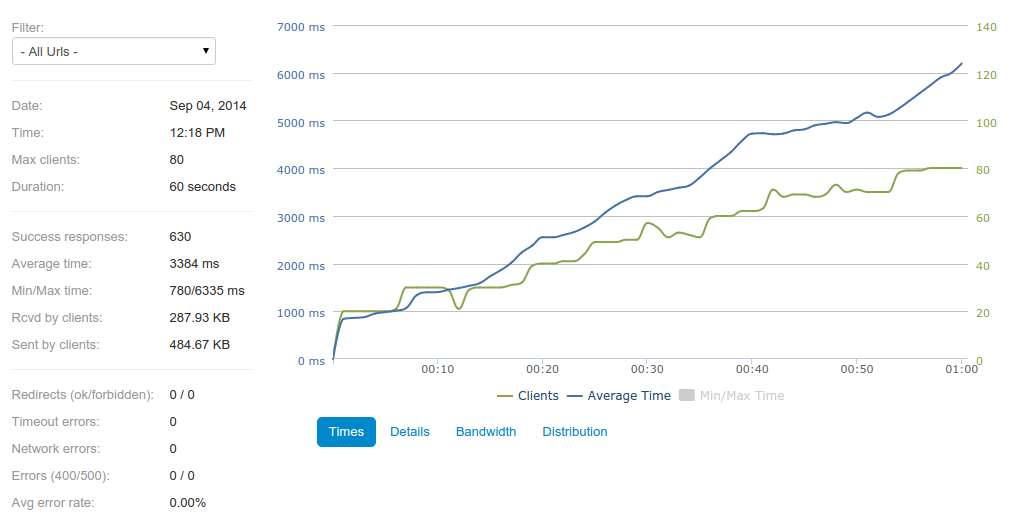 Filter:
- All Urls -
Date: Sep 04, 2014
Time: 12:18 PM
Max clients: 80
Duration: 60 seconds
Success responses: 630
Average time: 3384 ms
Min/Max time: 780/6335 ms
Rcvd by clients: 287.93 KB
Sent by clients: 484.67 KB
Redirects (ok/forbidden): 0 / 0
Timeout errors: 0
Network errors: 0
Errors (400/500): 0 / 0
Avg error rate: 0.00%
7000 ms 140
6000 ms 120
5000 ms 100
4000 ms 80
3000 ms 60
2000 ms 40
1000 ms 20
0 ms 0
00:10 00:20 00:30 00:40 00:50 01:00
Clients Average Time Min/Max Time
Times Details Bandwidth Distribution